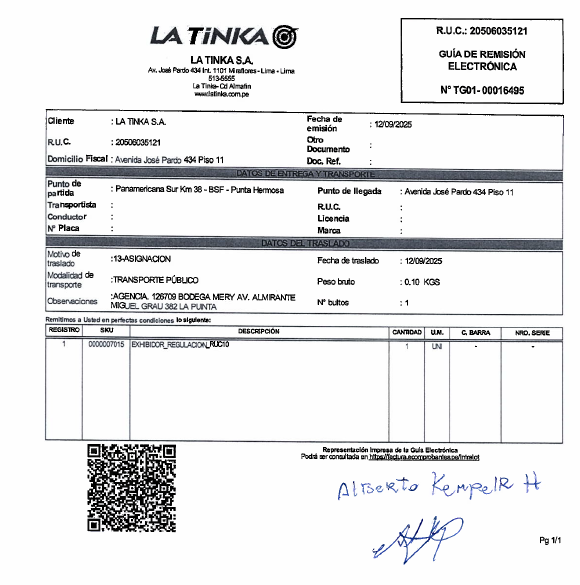 LA TiNKA
R.U.C.: 20506035121
GUÍA DE REMISIÓN
ELECTRÓNICA
N° TG01- 00016495
LA TINKA S.A.
Av. José Pardo 434 Int. 1101 Miraflores - Lima - Lima
513-5555
La Tinka- Cd Almafin
www.latinka.com.pe
Cliente : LA TINKA S.A. Fecha de emisión : 12/09/2025
R.U.C. : 20506035121 Otro Documento :
Domicilio Fiscal : Avenida José Pardo 434 Piso 11 Doc. Ref. :
DATOS DE ENTREGA Y TRANSPORTE
Punto de partida : Panamericana Sur Km 38 - BSF - Punta Hermosa Punto de llegada : Avenida José Pardo 434 Piso 11
Transportista : R.U.C. :
Conductor : Licencia :
N° Placa : Marca :
DATOS DEL TRASLADO
Motivo de traslado :13-ASIGNACION Fecha de traslado : 12/09/2025
Modalidad de transporte :TRANSPORTE PÚBLICO Peso bruto : 0.10 KGS
Observaciones :AGENCIA. 126709 BODEGA MERY AV. ALMIRANTE MIGUEL GRAU 382 LA PUNTA N° bultos : 1
Remitimos a Usted en perfectas condiciones lo siguiente:
REGISTRO SKU DESCRIPCIÓN CANTIDAD U.M. C. BARRA NRO. SERIE
1 0000007015 EXHIBICOR_REGULACION_RUC10 1 UNI - -
Representación Impresa de la Guía Electrónica
Podrá ser consultada en https://factura.ecomprobantes.pe/intralot
Alberto Kempelr H
Pg 1/1